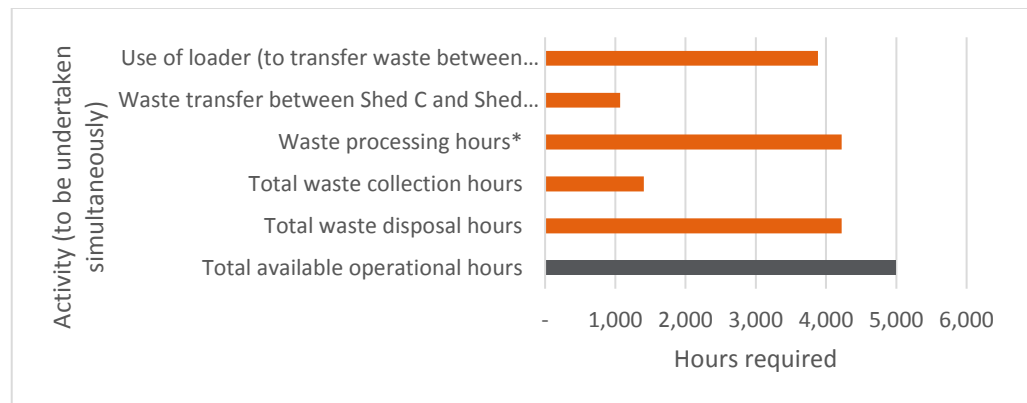 Activity (to be undertaken
simultaneously)
Use of loader (to transfer waste between…
Waste transfer between Shed C and Shed…
Waste processing hours*
Total waste collection hours
Total waste disposal hours
Total available operational hours
- 1,000 2,000 3,000 4,000 5,000 6,000
Hours required